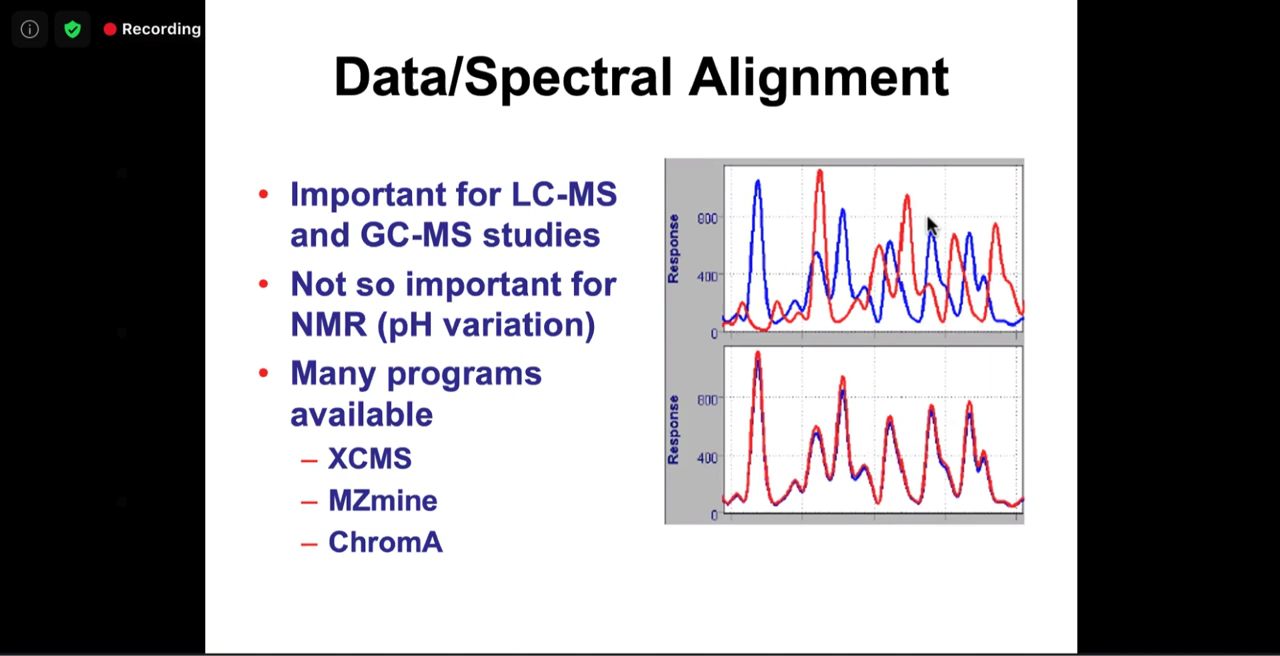 Recording
Data/Spectral Alignment
• Important for LC-MS
and GC-MS studies
• Not so important for
NMR (pH variation)
• Many programs
available
– XCMS
– MZmine
– ChromA
Response
800
400
0
Response
800
400
0